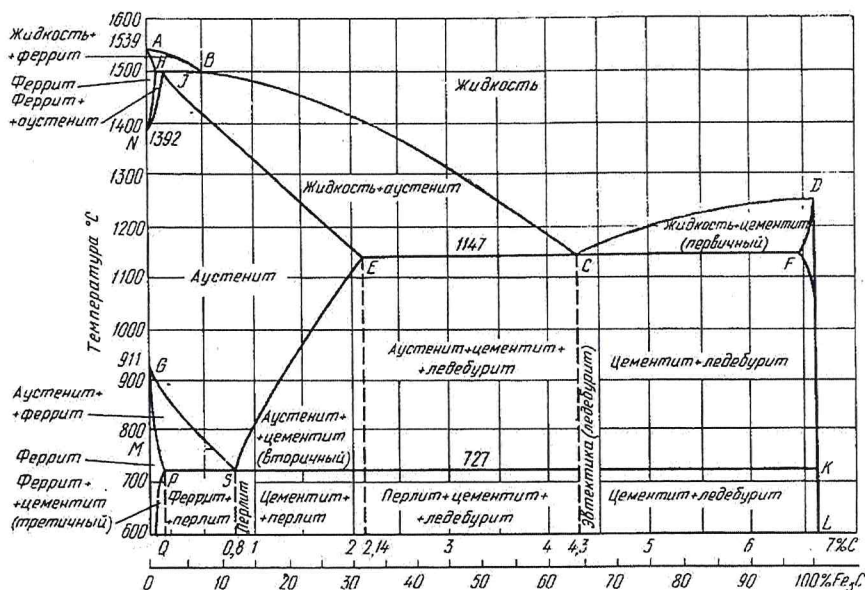 1600
1539
1500
1400
N 1392
1300
1200
1100
1000
911
900
800
M
700
600
Температура °C
Жидкость+
+феррит
Феррит
Феррит+
+аустенит
Аустенит+
+феррит
Феррит
Феррит+
+цементит
(третичный)
A
H
B
J
Жидкость
Жидкость+аустенит
D
Жидкость+цементит
(первичный)
1147
E
C
F
Аустенит
G
Аустенит+цементит+
+ледебурит
Цементит+ледебурит
Аустенит+
+цементит
(вторичный)
Эвтектика (ледебурит)
727
P
S
K
Феррит+
+перлит
Перлит
Цементит+
+перлит
Перлит+цементит+
+ледебурит
Цементит+ледебурит
L
Q 0,8 1 2 2,14 3 4 4,3 5 6 7%C
0 10 20 30 40 50 60 70 80 90 100%Fe₃C